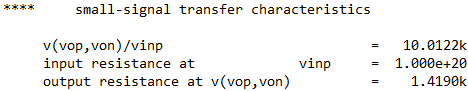 **** small-signal transfer characteristics
v(vop,von)/vinp = 10.0122k
input resistance at vinp = 1.000e+20
output resistance at v(vop,von) = 1.4190k